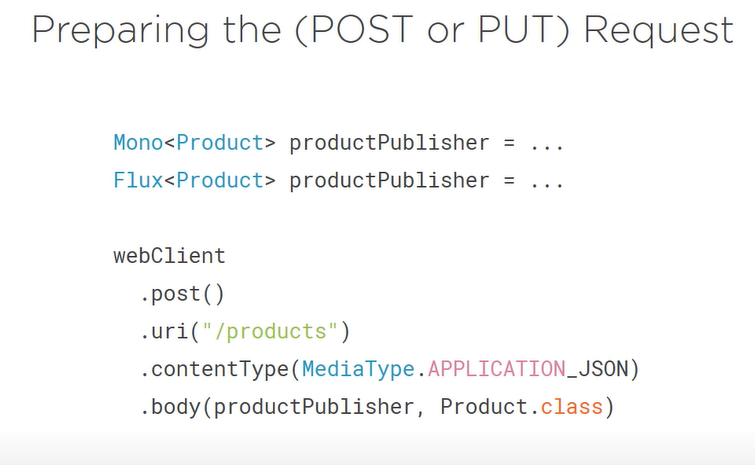 Preparing the (POST or PUT) Request
Mono<Product> productPublisher = ...
Flux<Product> productPublisher = ...
webClient
.post()
.uri("/products")
.contentType(MediaType.APPLICATION_JSON)
.body(productPublisher, Product.class)